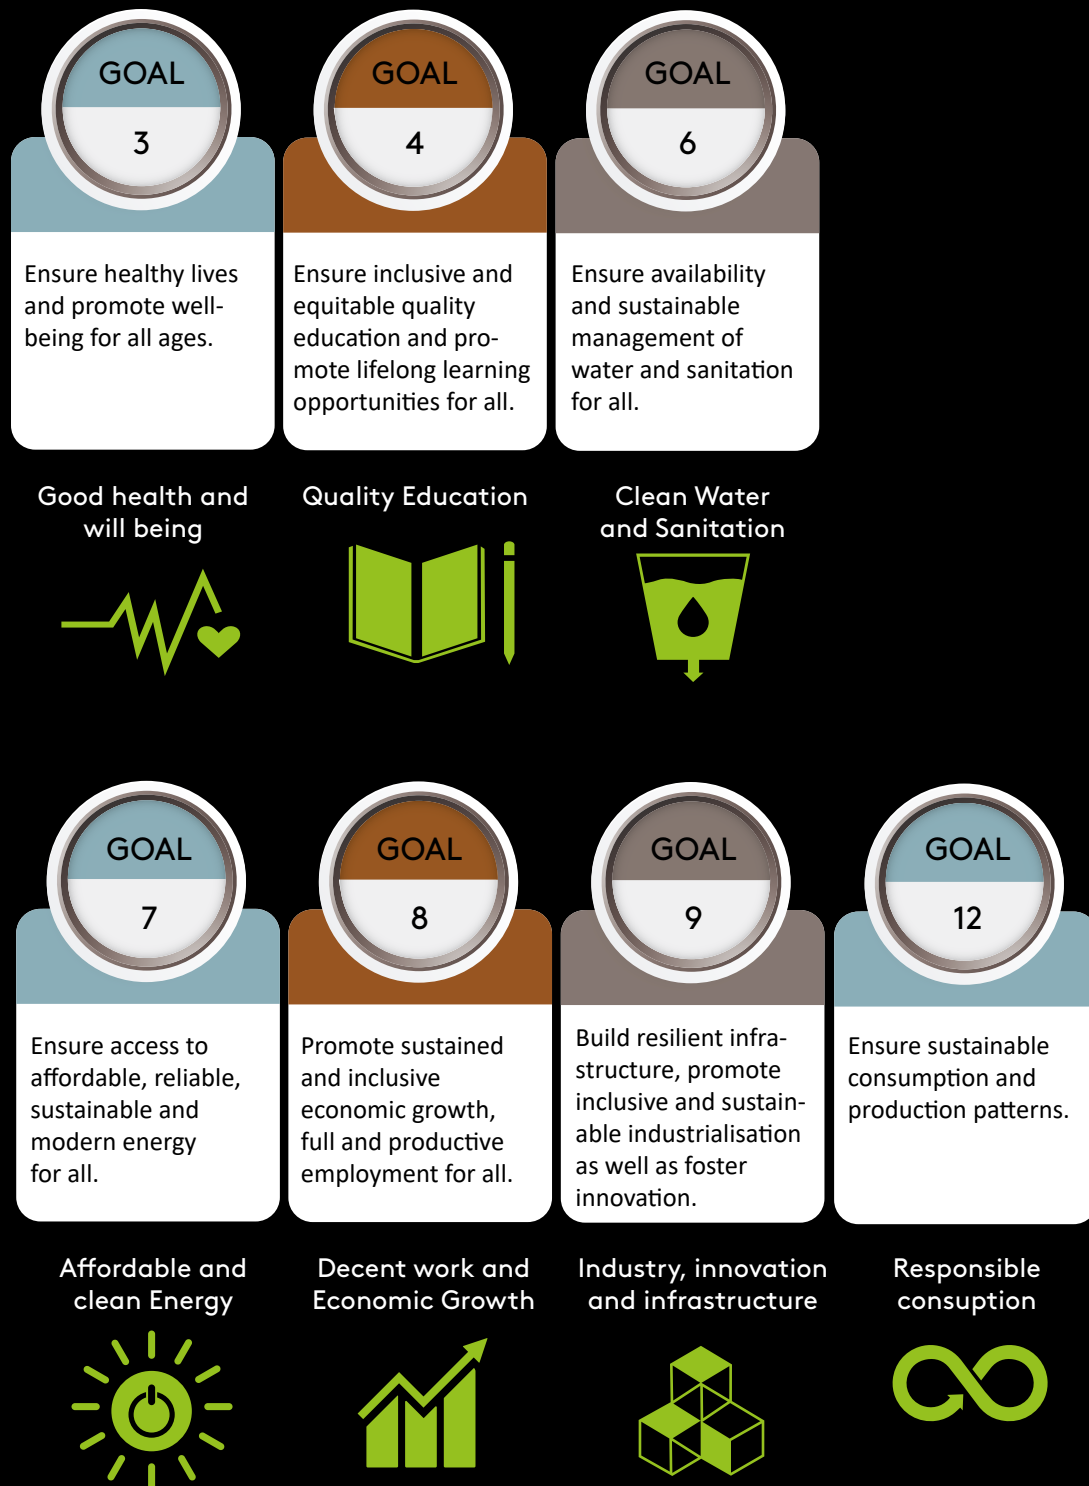 GOAL
3
Ensure healthy lives
and promote well-
being for all ages.
Good health and
will being
GOAL
4
Ensure inclusive and
equitable quality
education and pro-
mote lifelong learning
opportunities for all.
Quality Education
GOAL
6
Ensure availability
and sustainable
management of
water and sanitation
for all.
Clean Water
and Sanitation
GOAL
7
Ensure access to
affordable, reliable,
sustainable and
modern energy
for all.
Affordable and
clean Energy
GOAL
8
Promote sustained
and inclusive
economic growth,
full and productive
employment for all.
Decent work and
Economic Growth
GOAL
9
Build resilient infra-
structure, promote
inclusive and sustain-
able industrialisation
as well as foster
innovation.
Industry, innovation
and infrastructure
GOAL
12
Ensure sustainable
consumption and
production patterns.
Responsible
consuption